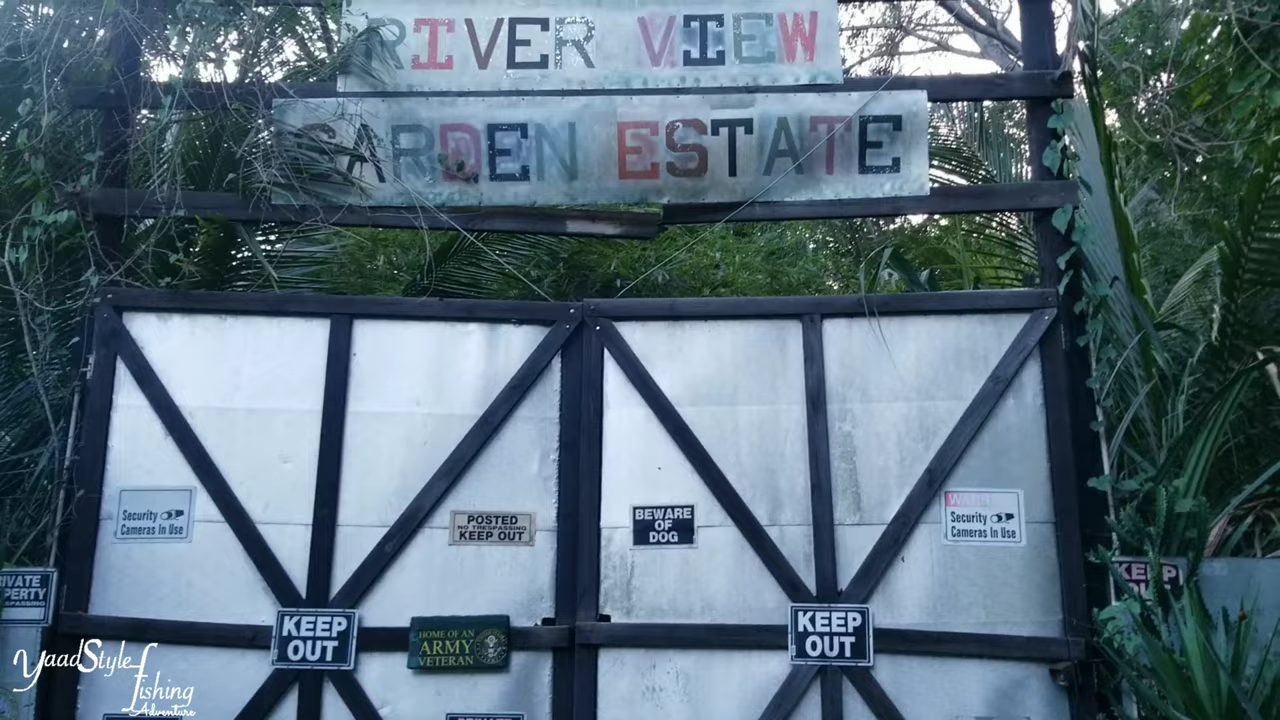 RIVER VIEW
GARDEN ESTATE
Security
Cameras In Use
POSTED
NO TRESPASSING
KEEP OUT
BEWARE
OF
DOG
Security
Cameras In Use
KEEP
KEEP
OUT
HOME OF AN
ARMY
VETERAN
KEEP
OUT
YaadStyle
fishing
Adventure